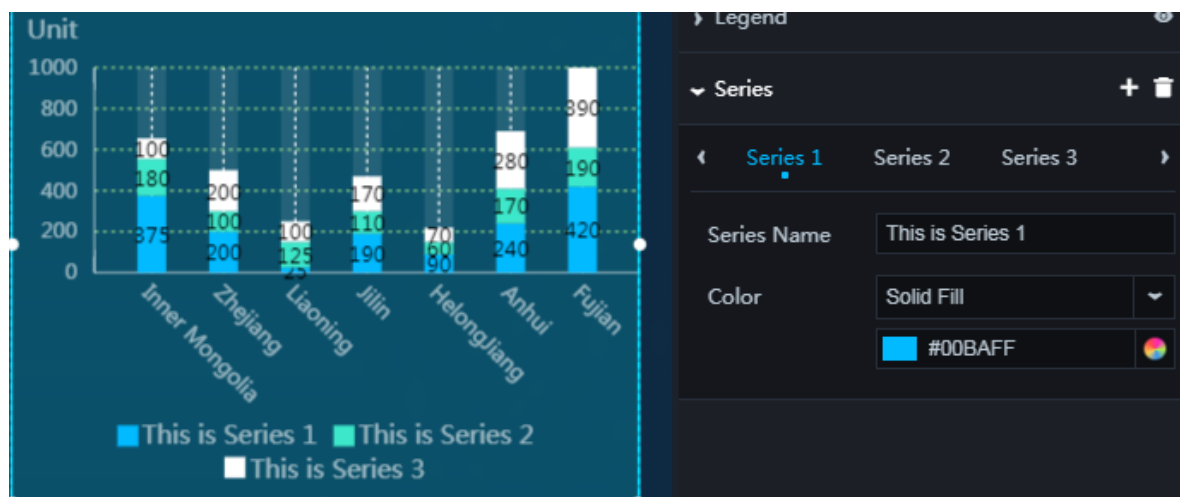 Unit
1000
800
600
400
200
0
100
180
375
200
100
200
100
125
25
170
110
190
70
60
90
280
170
240
390
190
420
Inner Mongolia
Zhejiang
Liaoning
Jilin
HelongJiang
Anhui
Fujian
This is Series 1 This is Series 2
This is Series 3
Legend
Series
Series 1 Series 2 Series 3
Series Name This is Series 1
Color Solid Fill
#00BAFF